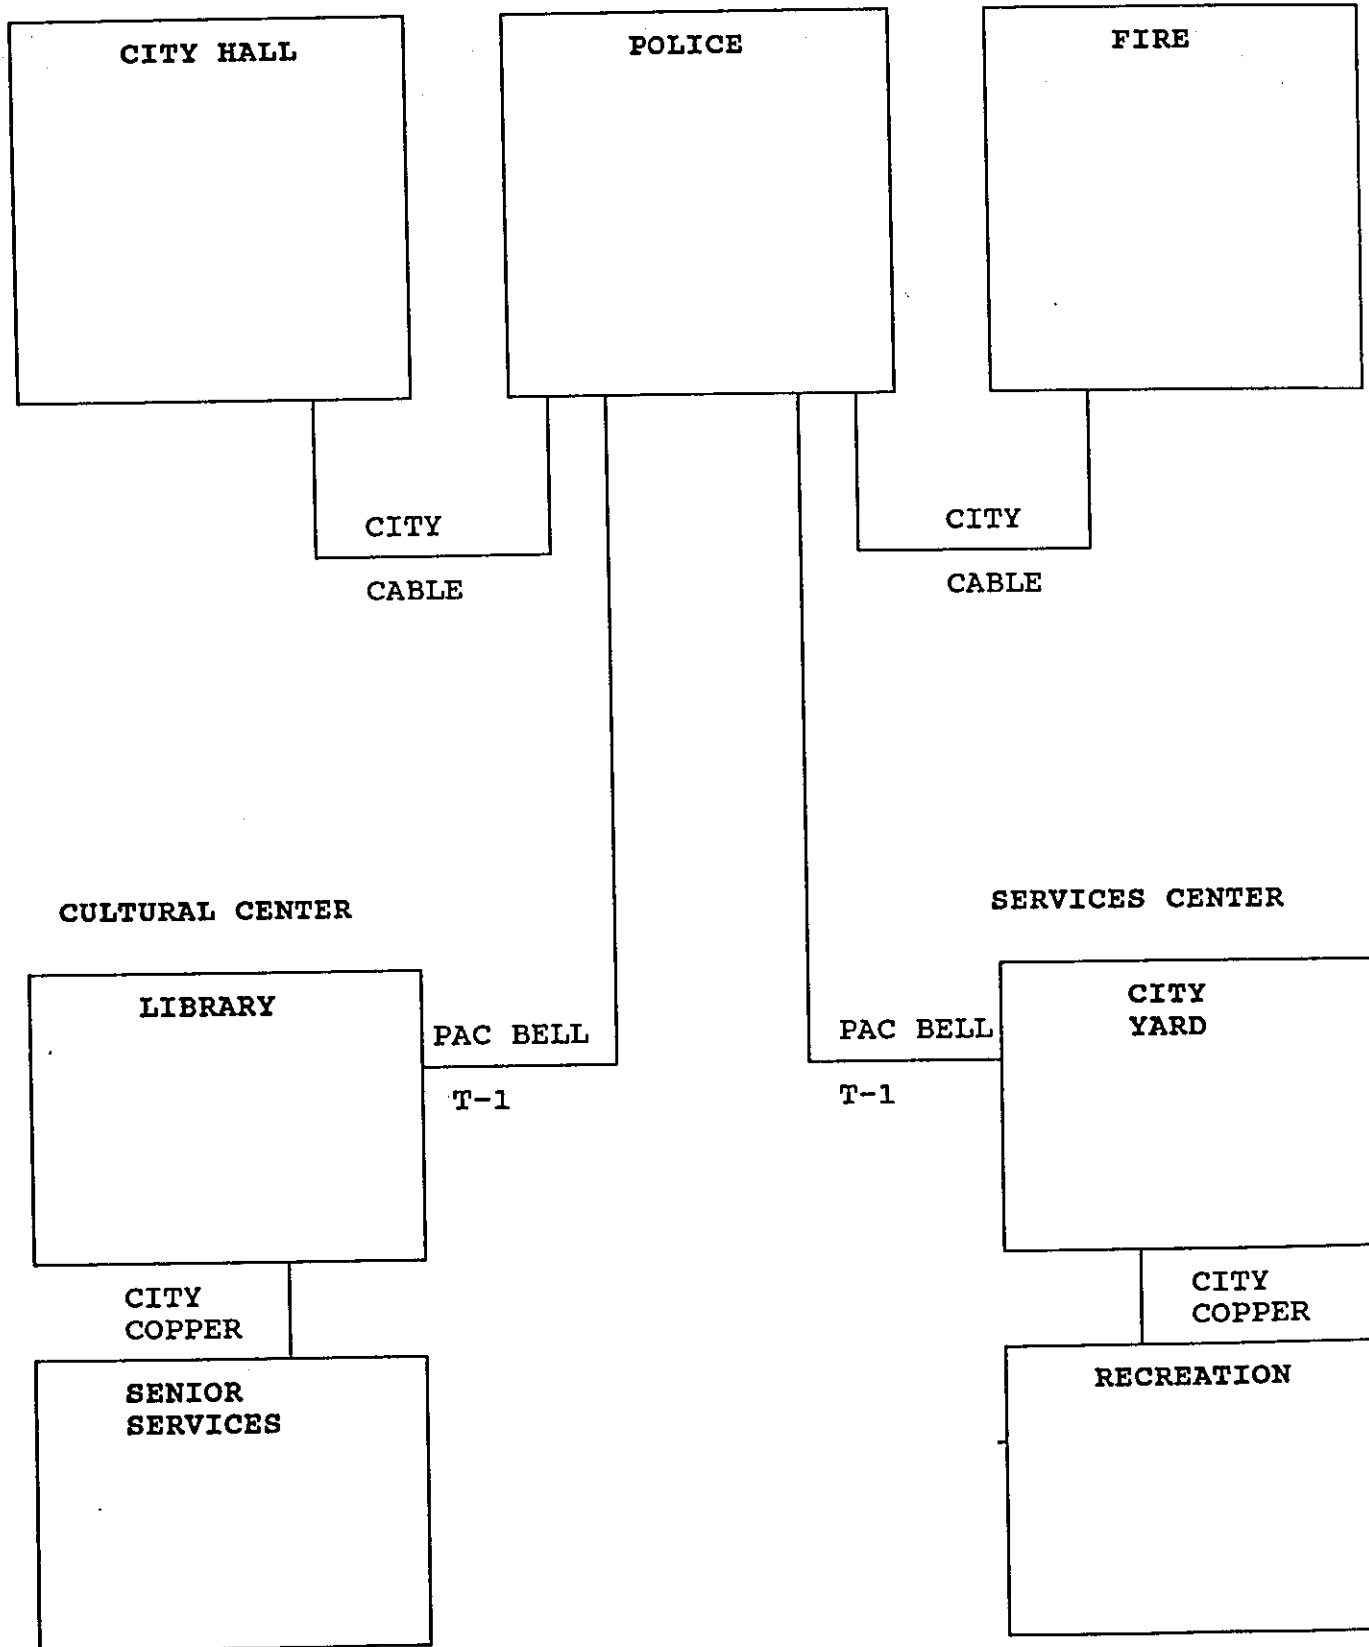 CITY HALL
POLICE
FIRE
CITY
CABLE
CITY
CABLE
CULTURAL CENTER
SERVICES CENTER
LIBRARY
PAC BELL
T-1
PAC BELL
T-1
CITY
YARD
CITY
COPPER
CITY
COPPER
SENIOR
SERVICES
RECREATION